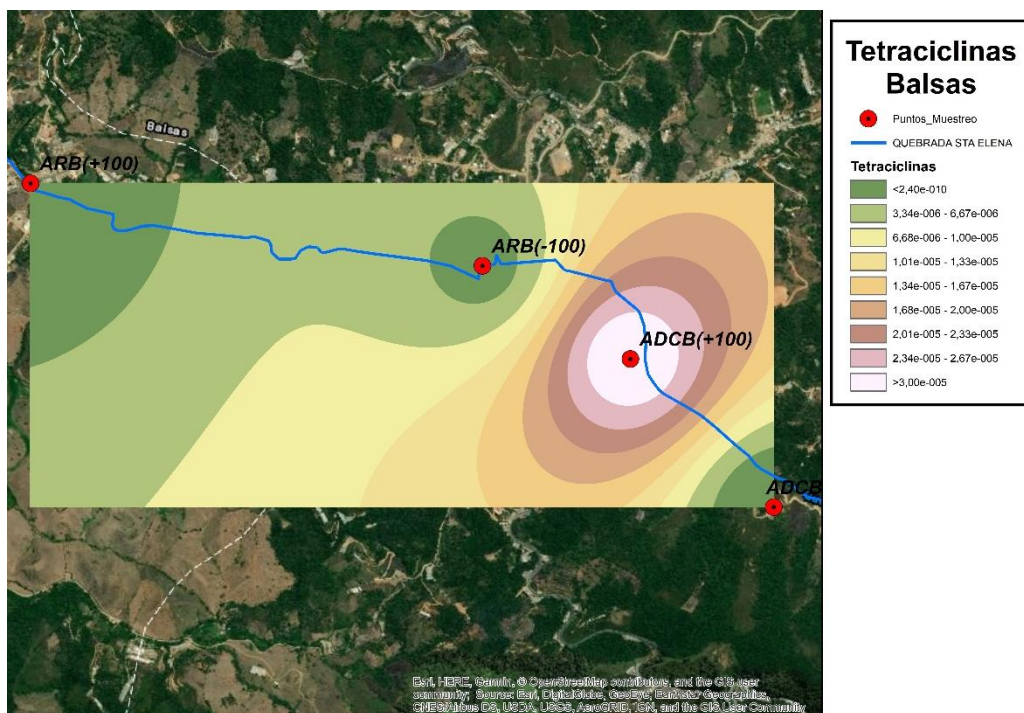 Balsas
ARB(+100)
ARB(-100)
ADCB(+100)
ADCB
Esri, HERE, Garmin, © OpenStreetMap contributors, and the GIS user
community; Source: Esri, DigitalGlobe, GeoEye, Earthstar Geographics,
CNES/Airbus DS, USDA, USGS, AeroGRID, IGN, and the GIS User Community
Tetraciclinas
Balsas
Puntos_Muestreo
QUEBRADA STA ELENA
Tetraciclinas
<2,40e-010
3,34e-006 - 6,67e-006
6,68e-006 - 1,00e-005
1,01e-005 - 1,33e-005
1,34e-005 - 1,67e-005
1,68e-005 - 2,00e-005
2,01e-005 - 2,33e-005
2,34e-005 - 2,67e-005
>3,00e-005